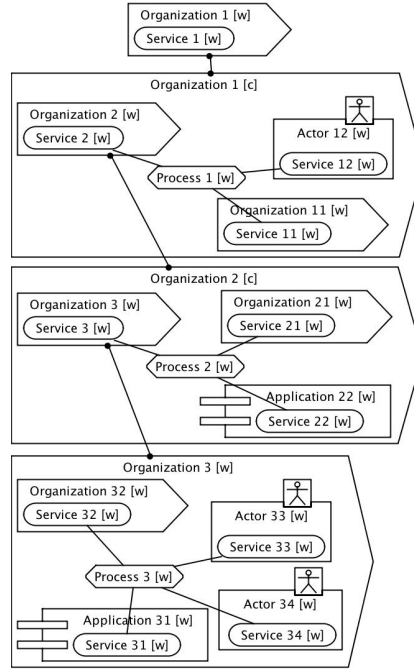 Organization 1 [w]
Service 1 [w]
Organization 1 [c]
Organization 2 [w]
Service 2 [w]
Actor 12 [w]
Service 12 [w]
Process 1 [w]
Organization 11 [w]
Service 11 [w]
Organization 2 [c]
Organization 3 [w]
Service 3 [w]
Organization 21 [w]
Service 21 [w]
Process 2 [w]
Application 22 [w]
Service 22 [w]
Organization 3 [w]
Organization 32 [w]
Service 32 [w]
Actor 33 [w]
Service 33 [w]
Process 3 [w]
Actor 34 [w]
Service 34 [w]
Application 31 [w]
Service 31 [w]